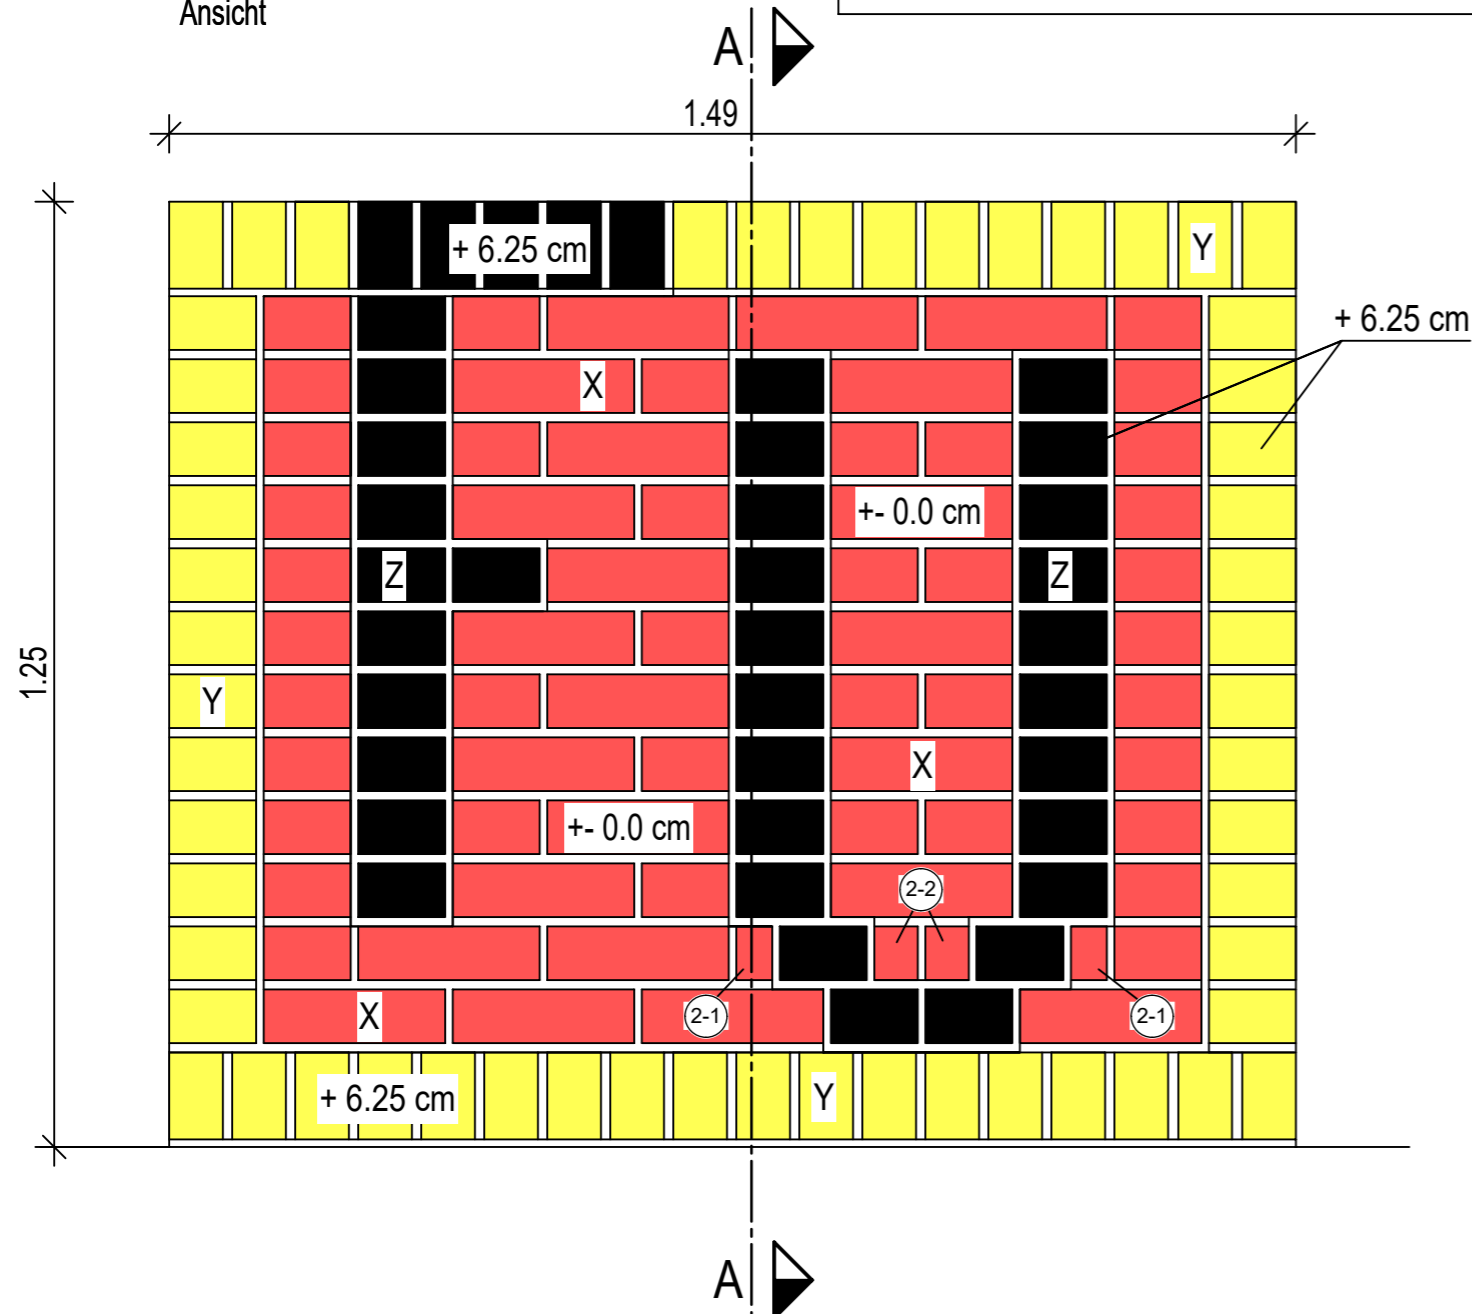 Ansicht
A
1.49
+ 6.25 cm
Y
+ 6.25 cm
X
+- 0.0 cm
Z
Z
1.25
Y
X
+- 0.0 cm
2-2
X
2-1
2-1
+ 6.25 cm
Y
A